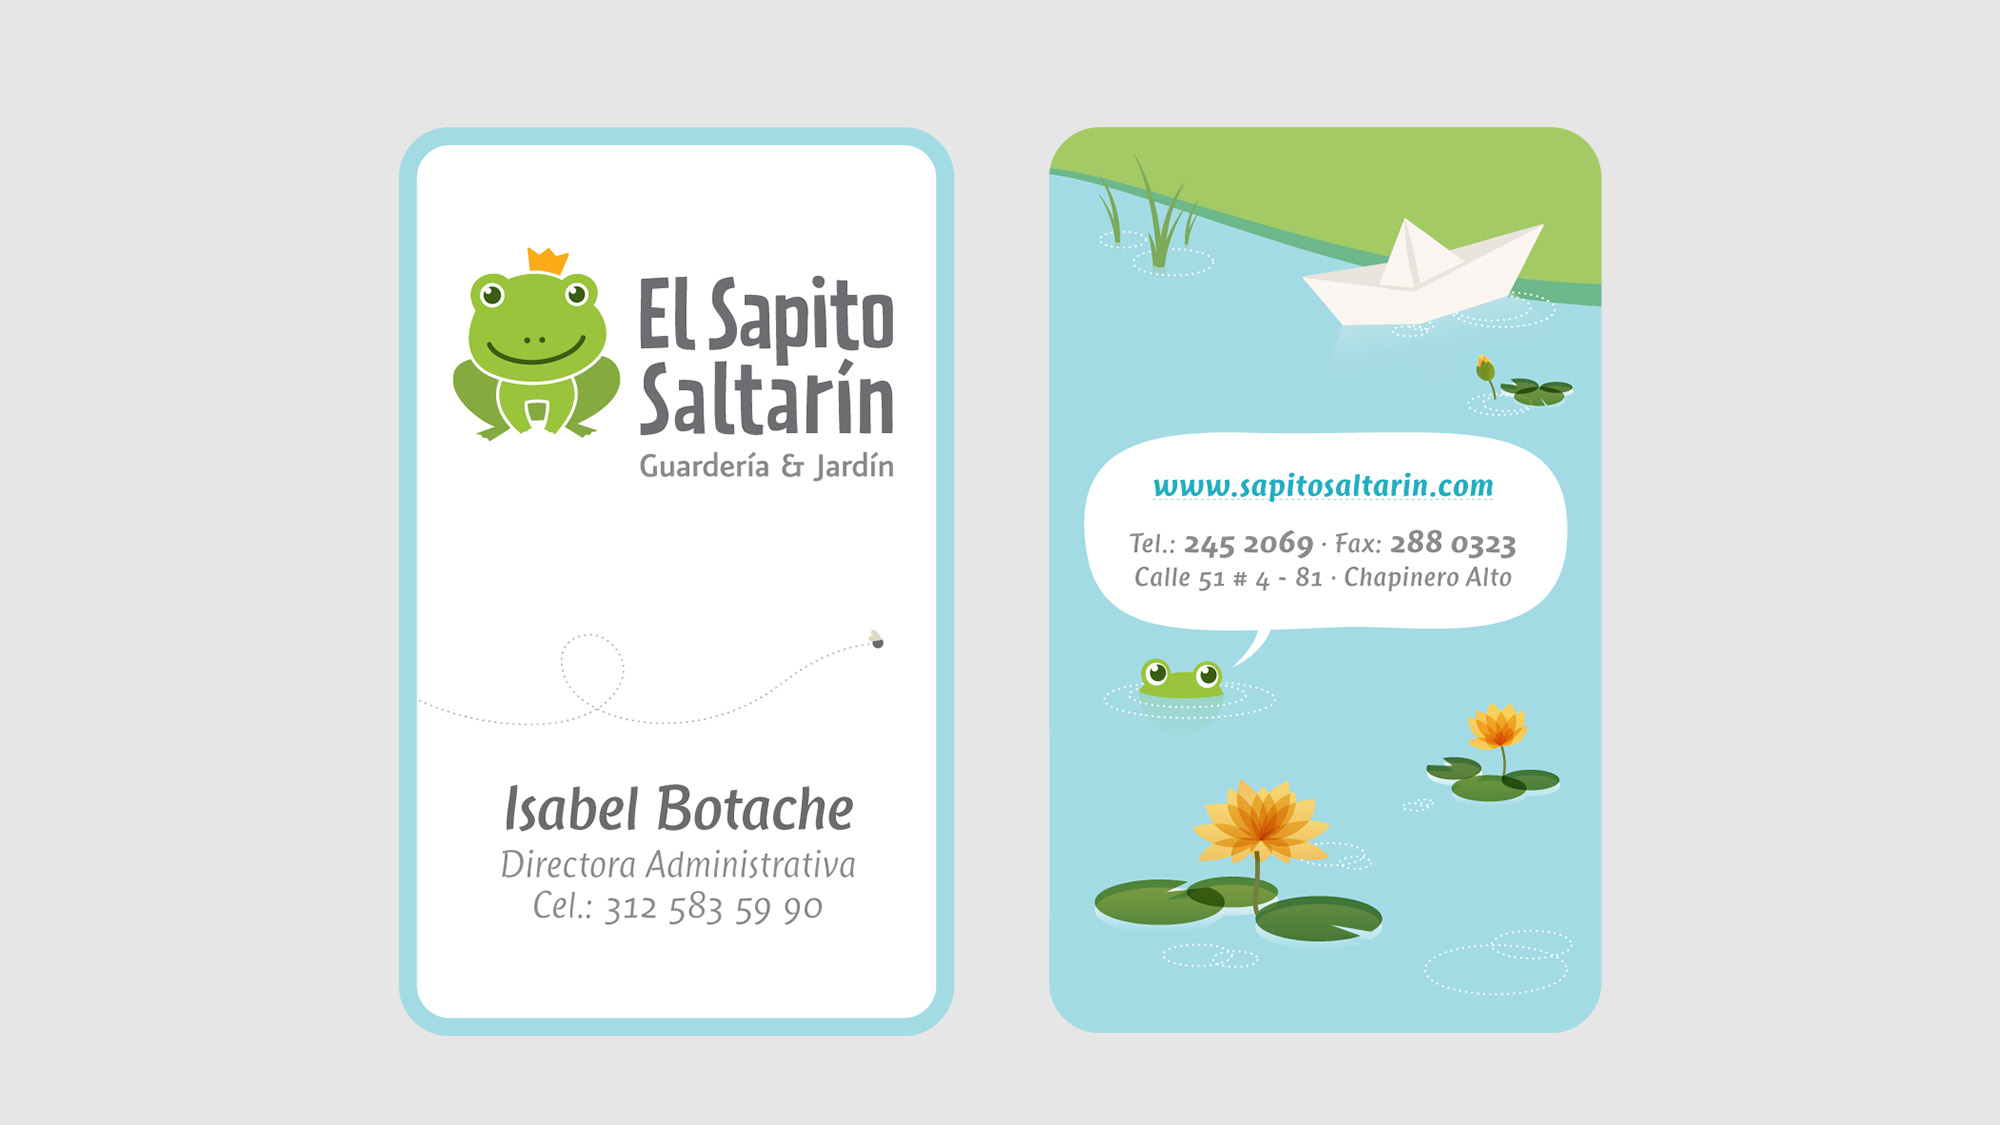 El Sapito
Saltarín
Guardería & Jardín
Isabel Botache
Directora Administrativa
Cel.: 312 583 59 90
www.sapitosaltarin.com
Tel.: 245 2069 · Fax: 288 0323
Calle 51 # 4 - 81 · Chapinero Alto